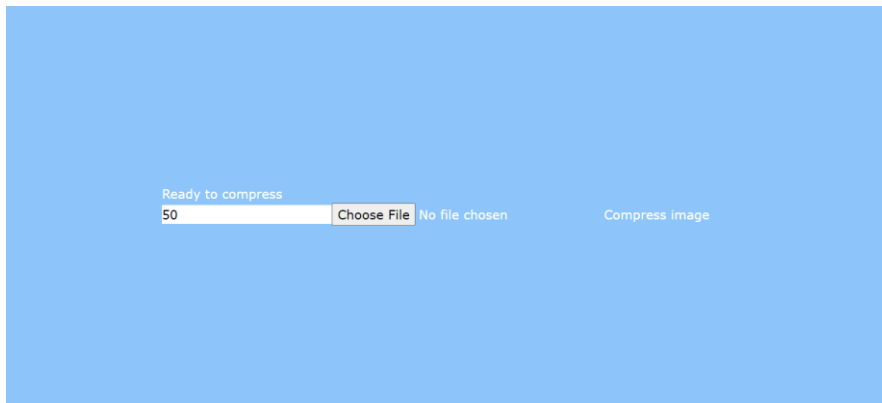 Ready to compress
50 Choose File No file chosen Compress image